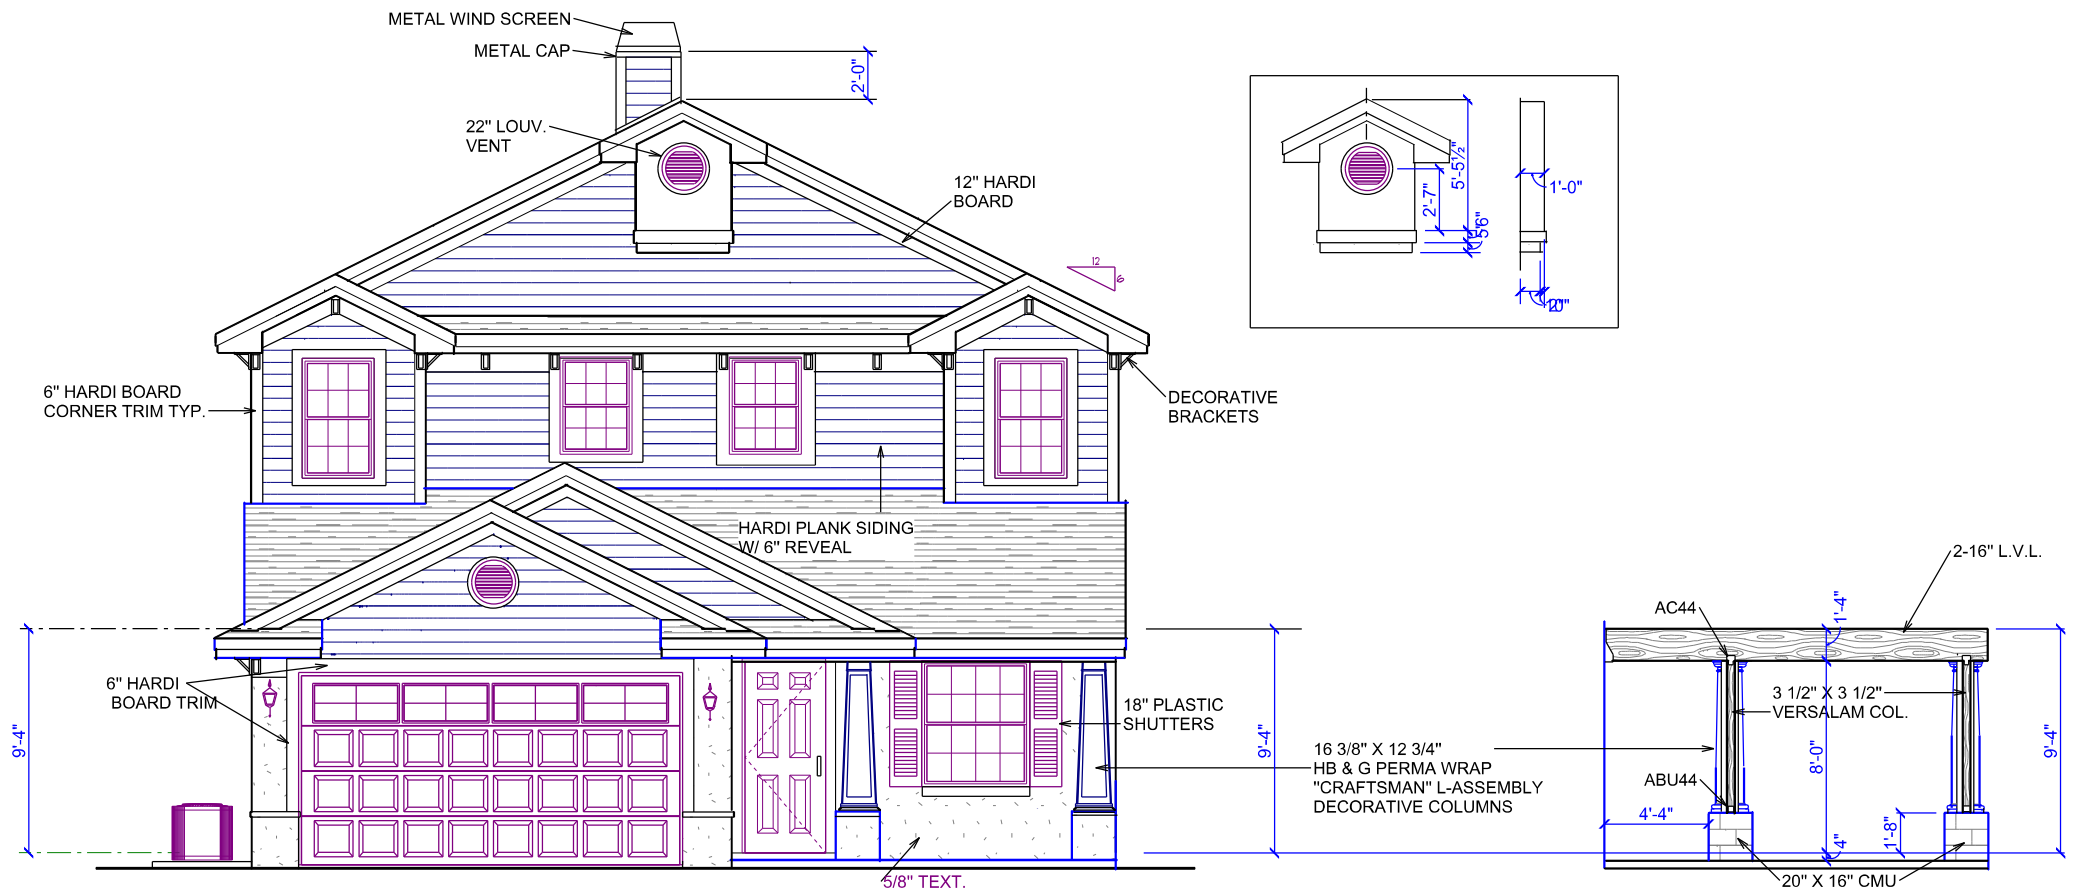 METAL WIND SCREEN
METAL CAP
2'-0"
22" LOUV.
VENT
12" HARDI
BOARD
12
6
6" HARDI BOARD
CORNER TRIM TYP.
DECORATIVE
BRACKETS
HARDI PLANK SIDING
W/ 6" REVEAL
6" HARDI
BOARD TRIM
9'-4"
18" PLASTIC
SHUTTERS
5/8" TEXT.
9'-4"
16 3/8" X 12 3/4"
HB & G PERMA WRAP
"CRAFTSMAN" L-ASSEMBLY
DECORATIVE COLUMNS
5'-5½"
2'-7"
6"
1'-0"
2-16" L.V.L.
AC44
1'-4"
3 1/2" X 3 1/2"
VERSALAM COL.
8'-0"
9'-4"
ABU44
4'-4"
1'-8"
4"
20" X 16" CMU